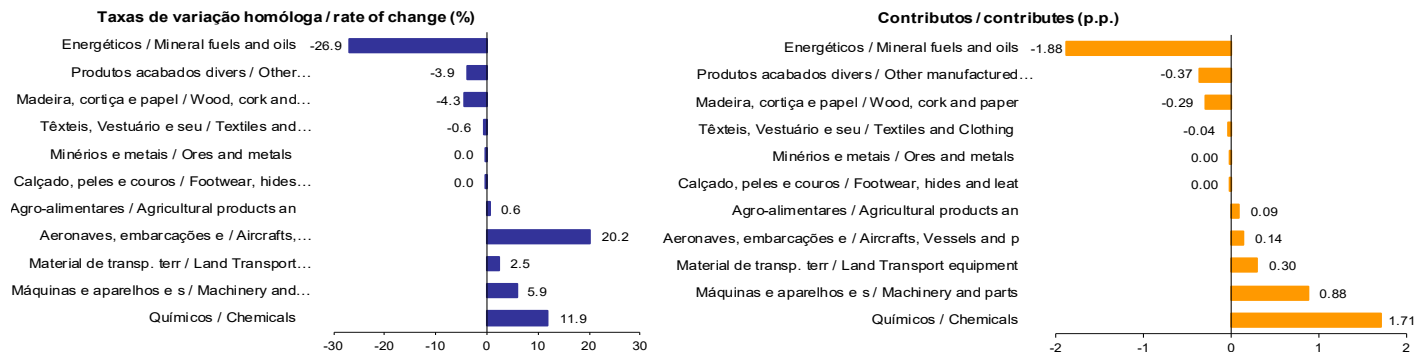 Taxas de variação homóloga / rate of change (%)
Energéticos / Mineral fuels and oils -26.9
Produtos acabados divers / Other… -3.9
Madeira, cortiça e papel / Wood, cork and… -4.3
Têxteis, Vestuário e seu / Textiles and… -0.6
Minérios e metais / Ores and metals 0.0
Calçado, peles e couros / Footwear, hides… 0.0
Agro-alimentares / Agricultural products an 0.6
Aeronaves, embarcações e / Aircrafts,… 20.2
Material de transp. terr / Land Transport… 2.5
Máquinas e aparelhos e s / Machinery and… 5.9
Químicos / Chemicals 11.9
-30 -20 -10 0 10 20 30
Contributos / contributes (p.p.)
Energéticos / Mineral fuels and oils -1.88
Produtos acabados divers / Other manufactured… -0.37
Madeira, cortiça e papel / Wood, cork and paper -0.29
Têxteis, Vestuário e seu / Textiles and Clothing -0.04
Minérios e metais / Ores and metals 0.00
Calçado, peles e couros / Footwear, hides and leat 0.00
Agro-alimentares / Agricultural products an 0.09
Aeronaves, embarcações e / Aircrafts, Vessels and p 0.14
Material de transp. terr / Land Transport equipment 0.30
Máquinas e aparelhos e s / Machinery and parts 0.88
Químicos / Chemicals 1.71
-2 -1 0 1 2